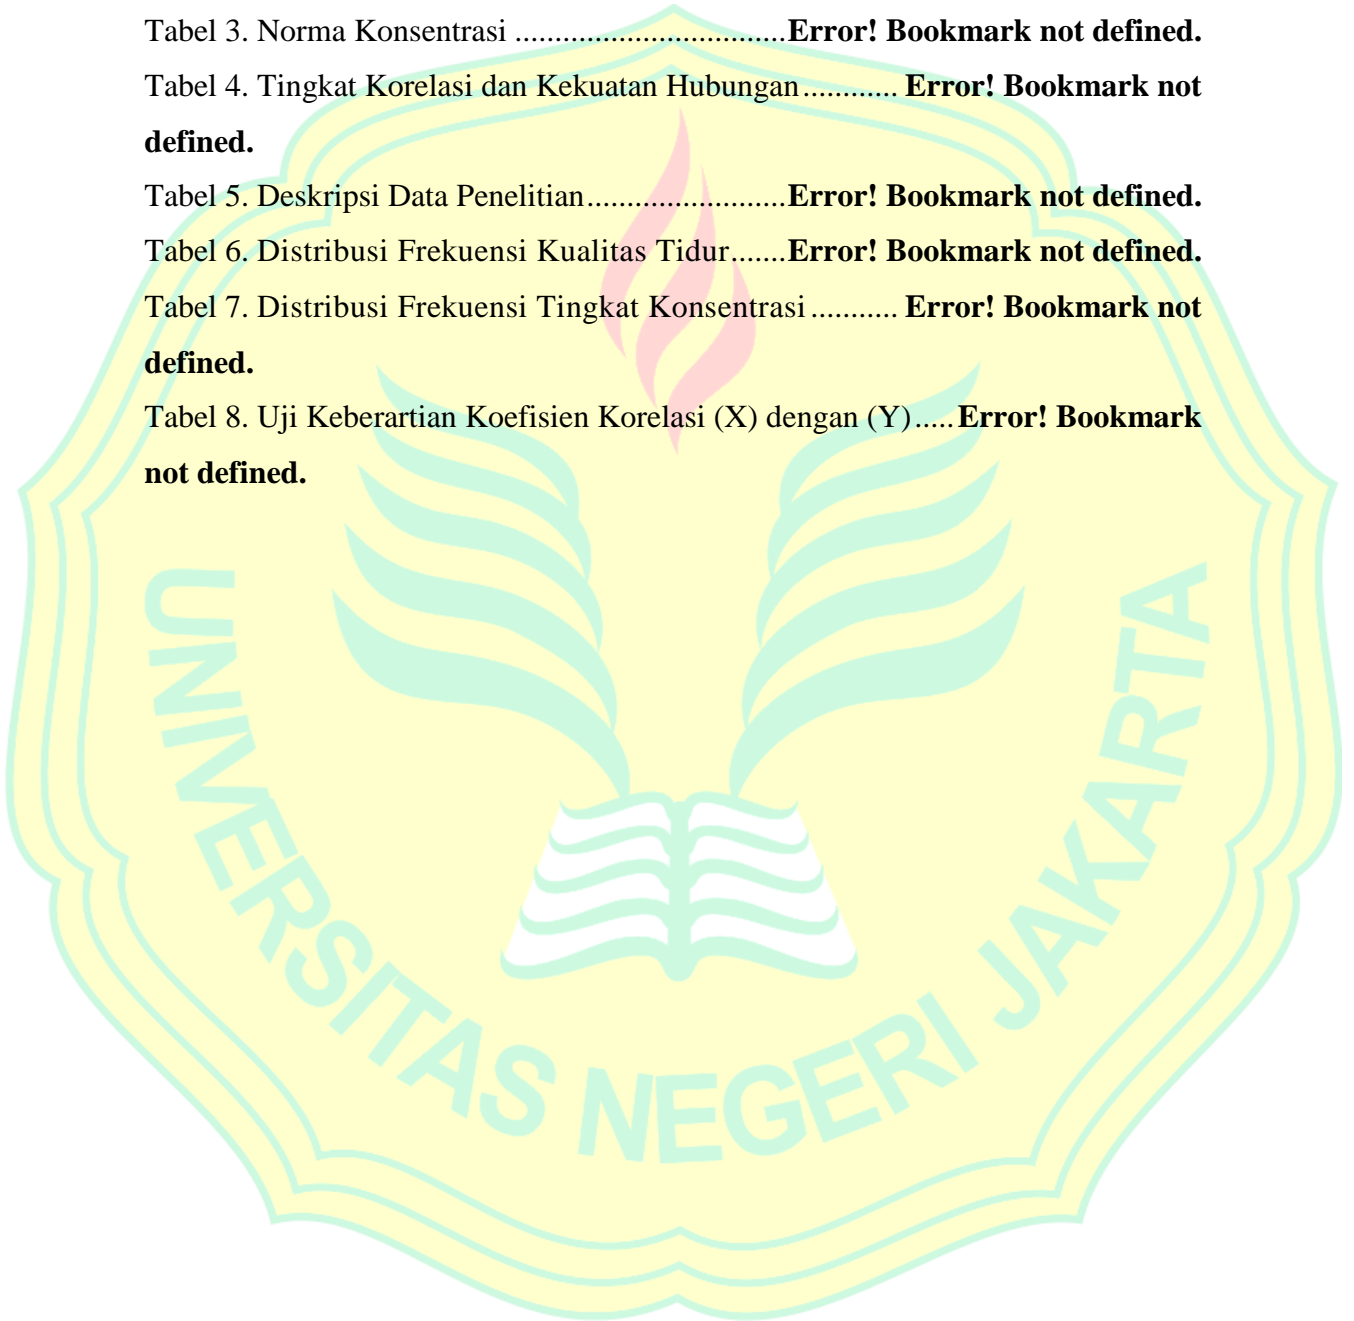 Tabel 3. Norma Konsentrasi ..................................Error! Bookmark not defined.
Tabel 4. Tingkat Korelasi dan Kekuatan Hubungan............ Error! Bookmark not
defined.
Tabel 5. Deskripsi Data Penelitian.........................Error! Bookmark not defined.
Tabel 6. Distribusi Frekuensi Kualitas Tidur.......Error! Bookmark not defined.
Tabel 7. Distribusi Frekuensi Tingkat Konsentrasi........... Error! Bookmark not
defined.
Tabel 8. Uji Keberartian Koefisien Korelasi (X) dengan (Y)..... Error! Bookmark
not defined.
UNIVERSITAS NEGERI JAKARTA